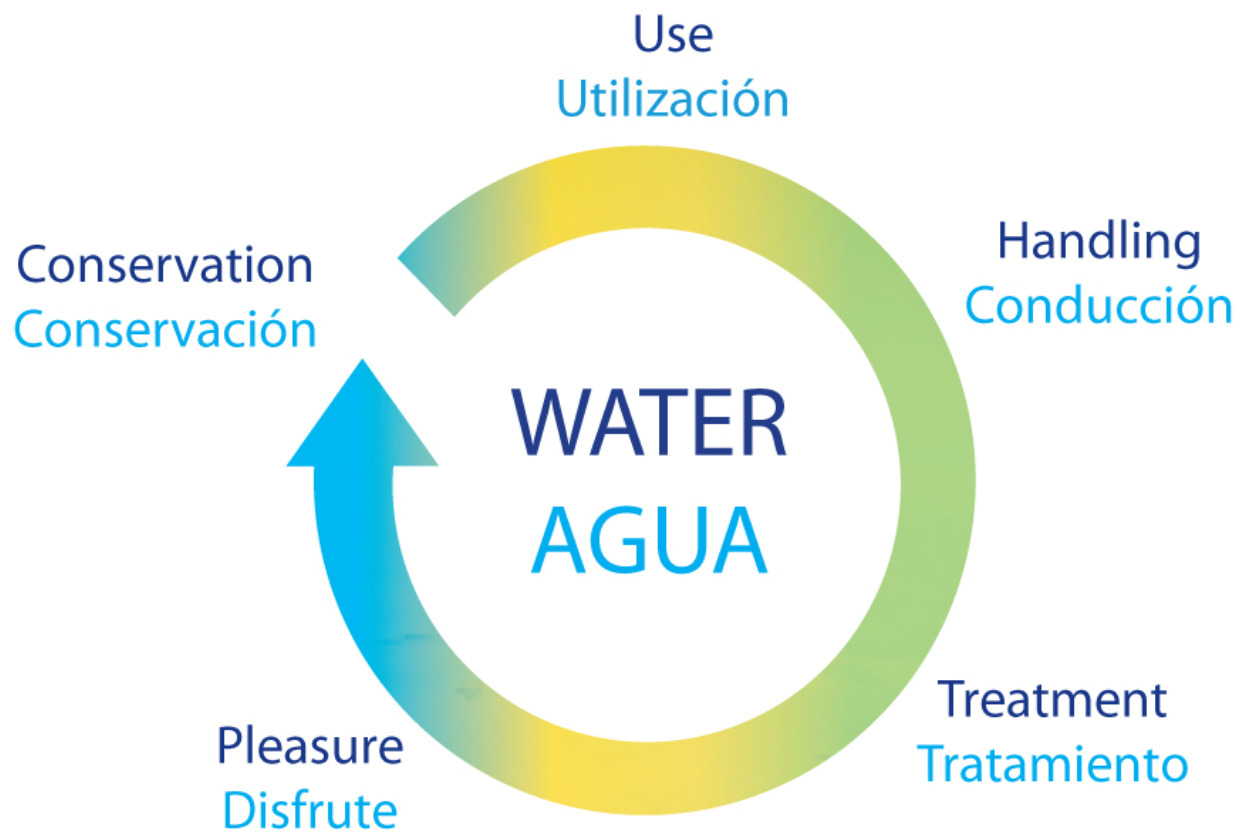 Use
Utilización
Handling
Conducción
Conservation
Conservación
WATER
AGUA
Treatment
Tratamiento
Pleasure
Disfrute